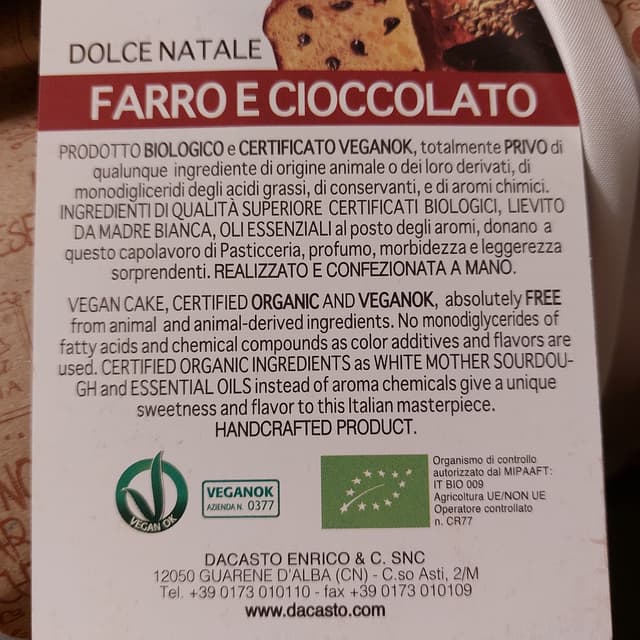 DOLCE NATALE
FARRO E CIOCCOLATO
PRODOTTO BIOLOGICO e CERTIFICATO VEGANOK, totalmente PRIVO di
qualunque ingrediente di origine animale o dei loro derivati, di
monodigliceridi degli acidi grassi, di conservanti, e di aromi chimici.
INGREDIENTI DI QUALITÀ SUPERIORE CERTIFICATI BIOLOGICI, LIEVITO
DA MADRE BIANCA, OLI ESSENZIALI al posto degli aromi, donano a
questo capolavoro di Pasticceria, profumo, morbidezza e leggerezza
sorprendenti. REALIZZATO E CONFEZIONATA A MANO.
VEGAN CAKE, CERTIFIED ORGANIC AND VEGANOK, absolutely FREE
from animal and animal-derived ingredients. No monodiglycerides of
fatty acids and chemical compounds as color additives and flavors are
used. CERTIFIED ORGANIC INGREDIENTS as WHITE MOTHER SOURDOU-
GH and ESSENTIAL OILS instead of aroma chemicals give a unique
sweetness and flavor to this Italian masterpiece.
HANDCRAFTED PRODUCT.
VEGAN OK
VEGANOK
AZIENDA N. 0377
Organismo di controllo
autorizzato dal MIPAAFT:
IT BIO 009
Agricoltura UE/NON UE
Operatore controllato
n. CR77
DACASTO ENRICO & C. SNC
12050 GUARENE D'ALBA (CN) - C.so Asti, 2/M
Tel. +39 0173 010110 - fax +39 0173 010109
www.dacasto.com